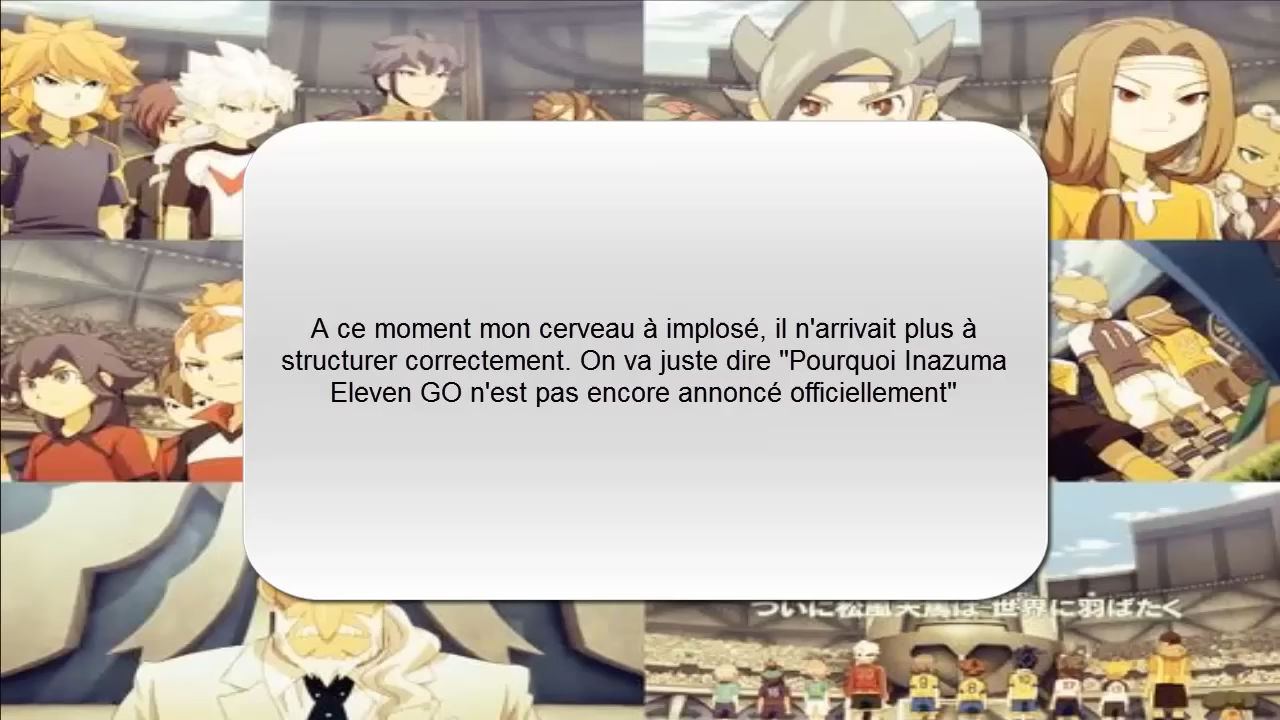 A ce moment mon cerveau à implosé, il n'arrivait plus à
structurer correctement. On va juste dire "Pourquoi Inazuma
Eleven GO n'est pas encore annoncé officiellement"
ついに松風天馬は 世界に羽ばたく